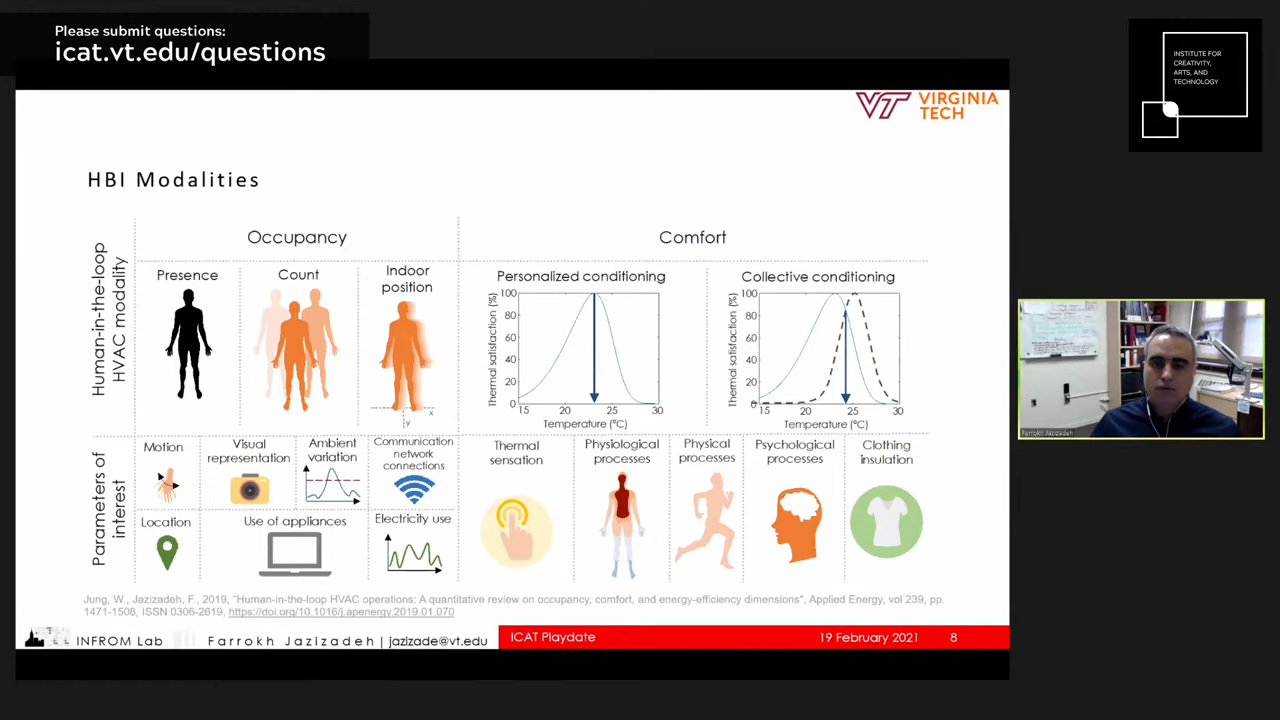 Please submit questions:
icat.vt.edu/questions
INSTITUTE FOR
CREATIVITY,
ARTS, AND
TECHNOLOGY
VIRGINIA
TECH
HBI Modalities
Human-in-the-loop
HVAC modality
Occupancy
Comfort
Presence
Count
Indoor
position
x
y
Personalized conditioning
Thermal satisfaction (%)
100
80
60
40
20
0
15
20
25
30
Temperature (ºC)
Collective conditioning
Thermal satisfaction (%)
100
80
60
40
20
0
15
20
25
30
Temperature (ºC)
Parameters of
interest
Motion
Visual
representation
Ambient
variation
Communication
network
connections
Location
Use of appliances
Electricity use
Thermal
sensation
Physiological
processes
Physical
processes
Psychological
processes
Clothing
insulation
Jung, W., Jazizadeh, F., 2019, "Human-in-the-loop HVAC operations: A quantitative review on occupancy, comfort, and energy-efficiency dimensions", Applied Energy, vol 239, pp.
1471-1508, ISSN 0306-2619, https://doi.org/10.1016/j.apenergy.2019.01.070
INFROM Lab
Farrokh Jazizadeh | jazizade@vt.edu
ICAT Playdate
19 February 2021
8
Farrokh Jazizadeh